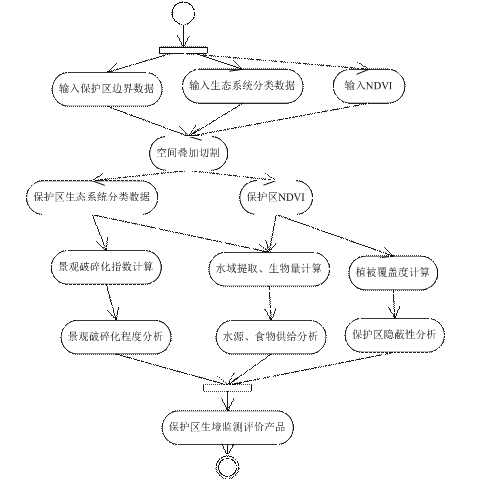 输入保护区边界数据
输入生态系统分类数据
输入NDVI
空间叠加切割
保护区生态系统分类数据
保护区NDVI
景观破碎化指数计算
水域提取、生物量计算
植被覆盖度计算
景观破碎化程度分析
水源、食物供给分析
保护区隐蔽性分析
保护区生境监测评价产品